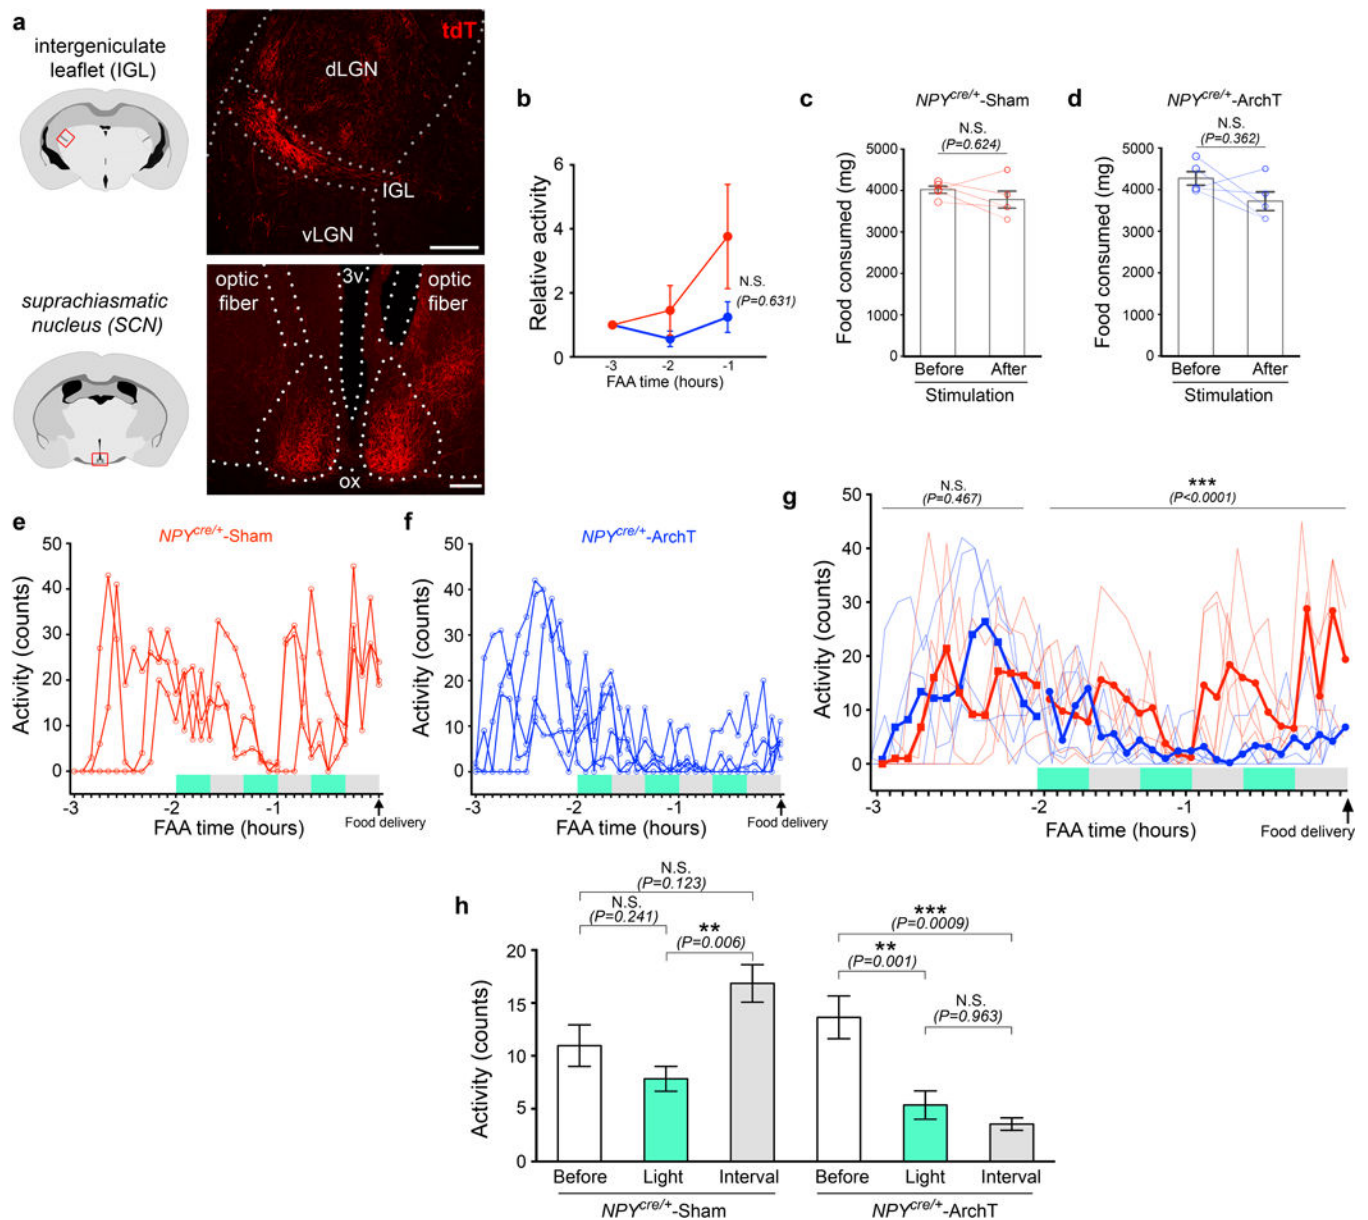 a
intergeniculate
leaflet (IGL)
tdT
dLGN
IGL
vLGN
suprachiasmatic
nucleus (SCN)
optic
fiber
3v
optic
fiber
ox
b
Relative activity
6
4
2
0
-3
-2
-1
FAA time (hours)
N.S.
(P=0.631)
c
NPYcre/+-Sham
N.S.
(P=0.624)
Food consumed (mg)
5000
4000
3000
2000
4000
0
Before
After
Stimulation
d
NPYcre/+-ArchT
N.S.
(P=0.362)
Food consumed (mg)
5000
4000
3000
2000
4000
0
Before
After
Stimulation
e
NPYcre/+-Sham
Activity (counts)
50
40
30
20
10
0
-3
-2
-1
FAA time (hours)
Food delivery
f
NPYcre/+-ArchT
Activity (counts)
50
40
30
20
10
0
-3
-2
-1
FAA time (hours)
Food delivery
g
N.S.
(P=0.467)
***
(P<0.0001)
Activity (counts)
50
40
30
20
10
0
-3
-2
-1
FAA time (hours)
Food delivery
h
N.S.
(P=0.123)
N.S.
(P=0.241)
**
(P=0.006)
***
(P=0.0009)
**
(P=0.001)
N.S.
(P=0.963)
Activity (counts)
20
15
10
5
0
Before
Light
Interval
Before
Light
Interval
NPYcre/+-Sham
NPYcre/+-ArchT